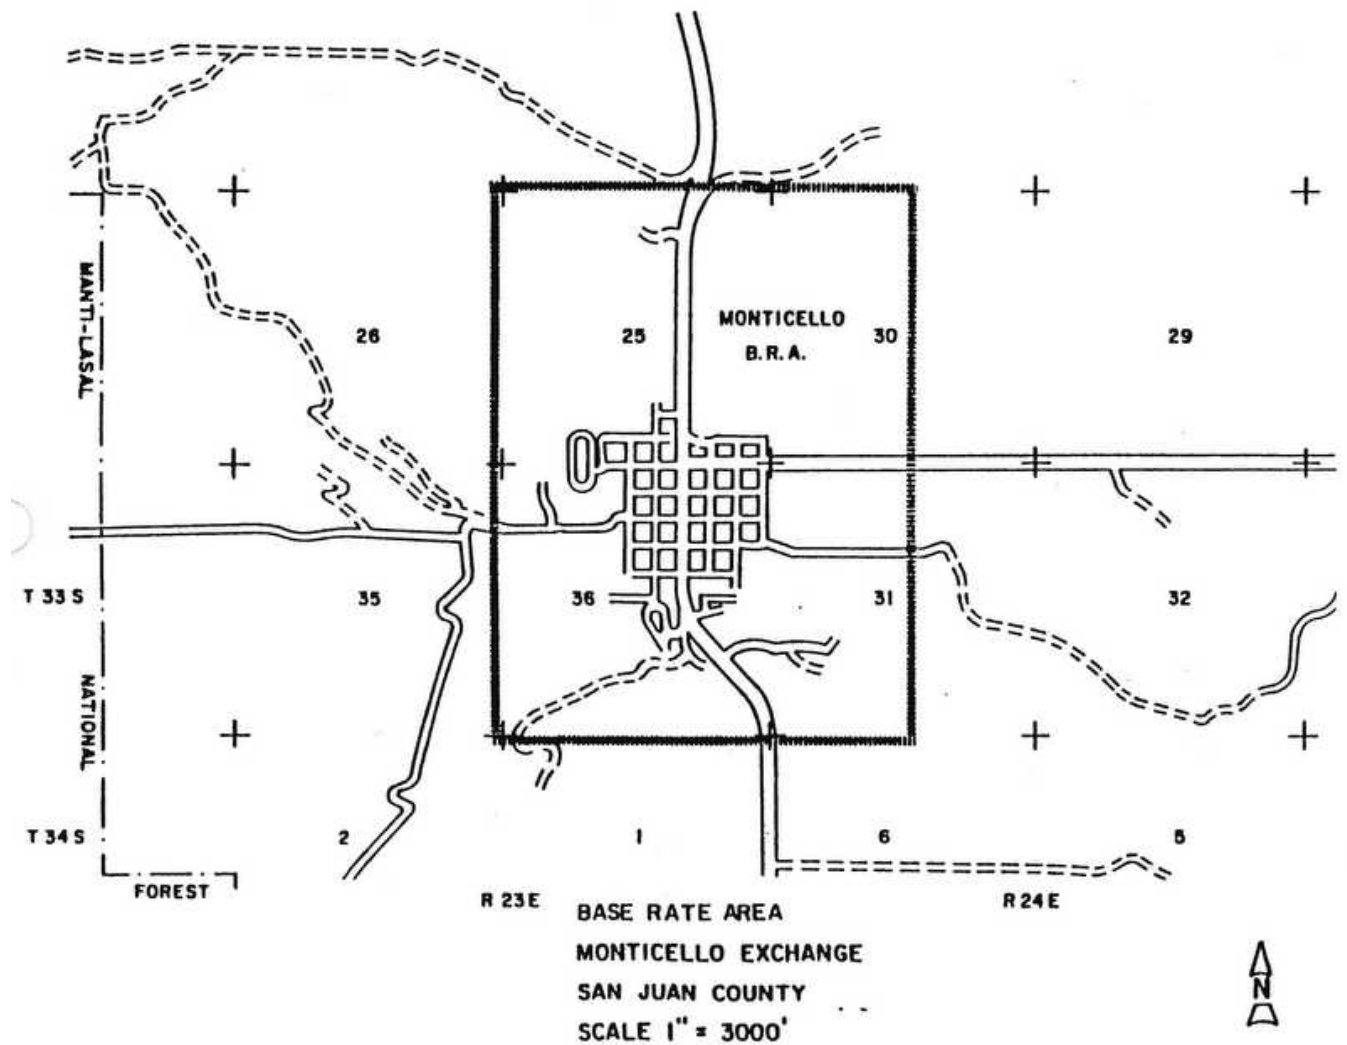 MANTI-LASAL
26
25
MONTICELLO
B.R.A.
30
29
T 33 S
35
36
31
32
NATIONAL
T 34 S
2
1
6
5
FOREST
R 23 E
R 24 E
BASE RATE AREA
MONTICELLO EXCHANGE
SAN JUAN COUNTY
SCALE 1" = 3000'
N